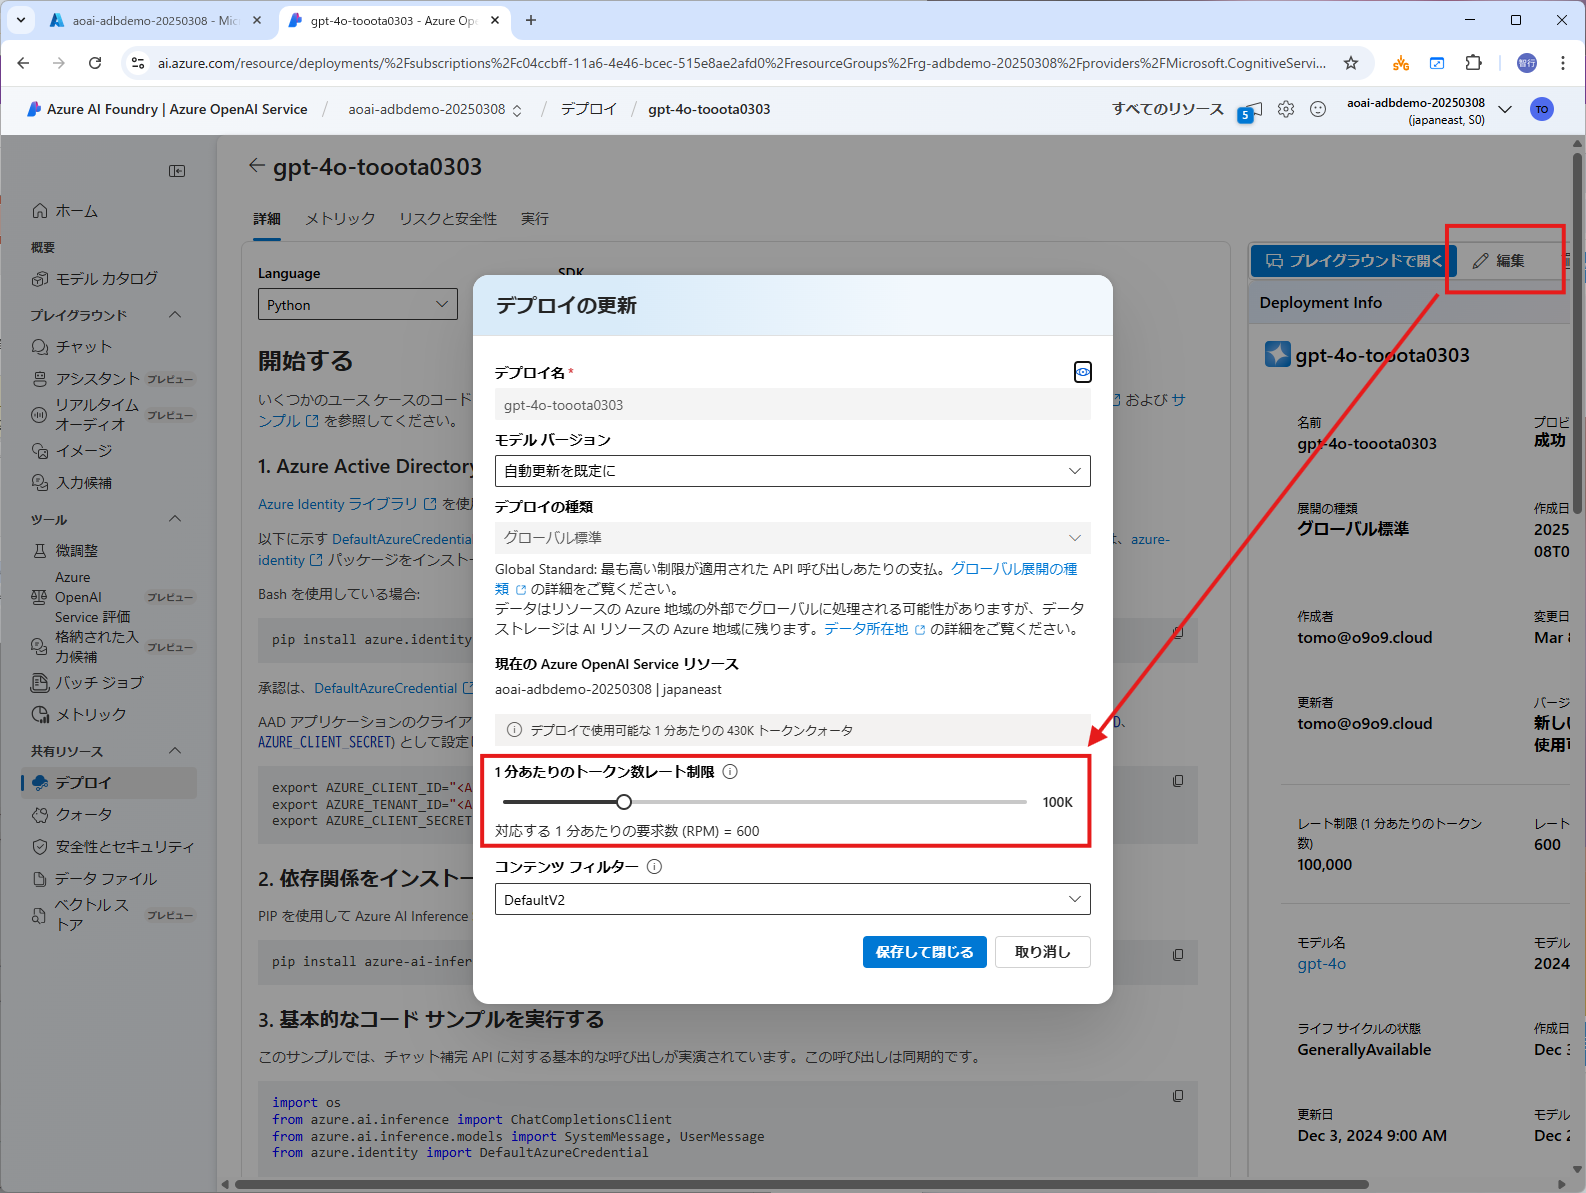 aoai-adbdemo-20250308 - Mic
gpt-4o-tooota0303 - Azure Op
ai.azure.com/resource/deployments/%2Fsubscriptions%2Fc04ccbff-11a6-4e46-bcec-515e8ae2afd0%2FresourceGroups%2Frg-adbdemo-20250308%2Fproviders%2FMicrosoft.CognitiveServi...
智行
Azure AI Foundry | Azure OpenAI Service / aoai-adbdemo-20250308 / デプロイ / gpt-4o-tooota0303
すべてのリソース
5
aoai-adbdemo-20250308
(japaneast, S0)
TO
ホーム
概要
モデル カタログ
プレイグラウンド
チャット
アシスタント プレビュー
リアルタイム
オーディオ
プレビュー
イメージ
入力候補
ツール
微調整
Azure
OpenAI
Service 評価
プレビュー
格納された入
力候補
プレビュー
バッチ ジョブ
メトリック
共有リソース
デプロイ
クォータ
安全性とセキュリティ
データ ファイル
ベクトル ス
トア
プレビュー
gpt-4o-tooota0303
詳細 メトリック リスクと安全性 実行
Language
SDK
Python
開始する
いくつかのユース ケースのコード
および サ
ンプル を参照してください。
1. Azure Active Directory
Azure Identity ライブラリ を使
以下に示す DefaultAzureCredentia
、azure-
identity パッケージをインスト
Bash を使用している場合:
pip install azure.identity
承認は、DefaultAzureCredential
AAD アプリケーションのクライア
D、
AZURE_CLIENT_SECRET) として設定
export AZURE_CLIENT_ID="<A
export AZURE_TENANT_ID="<A
export AZURE_CLIENT_SECRET
2. 依存関係をインストー
PIP を使用して Azure AI Inference
pip install azure-ai-infer
3. 基本的なコード サンプルを実行する
このサンプルでは、チャット補完 API に対する基本的な呼び出しが実演されています。この呼び出しは同期的です。
import os
from azure.ai.inference import ChatCompletionsClient
from azure.ai.inference.models import SystemMessage, UserMessage
from azure.identity import DefaultAzureCredential
デプロイの更新
デプロイ名 *
gpt-4o-tooota0303
モデル バージョン
自動更新を既定に
デプロイの種類
グローバル標準
Global Standard: 最も高い制限が適用された API 呼び出しあたりの支払。グローバル展開の種
類 の詳細をご覧ください。
データはリソースの Azure 地域の外部でグローバルに処理される可能性がありますが、データ
ストレージは AI リソースの Azure 地域に残ります。データ所在地 の詳細をご覧ください。
現在の Azure OpenAI Service リソース
aoai-adbdemo-20250308 | japaneast
デプロイで使用可能な 1 分あたりの 430K トークンクォータ
1 分あたりのトークン数レート制限
100K
対応する 1 分あたりの要求数 (RPM) = 600
コンテンツ フィルター
DefaultV2
保存して閉じる
取り消し
プレイグラウンドで開く
編集
Deployment Info
gpt-4o-tooota0303
名前
gpt-4o-tooota0303
プロビ
成功
展開の種類
グローバル標準
作成日
2025
08T0
作成者
tomo@o9o9.cloud
変更日
Mar 8
更新者
tomo@o9o9.cloud
バージ
新しい
使用可
レート制限 (1 分あたりのトークン
数)
100,000
レート
600
モデル名
gpt-4o
モデル
2024
ライフ サイクルの状態
GenerallyAvailable
作成日
Dec 3
更新日
Dec 3, 2024 9:00 AM
モデル
Dec 2